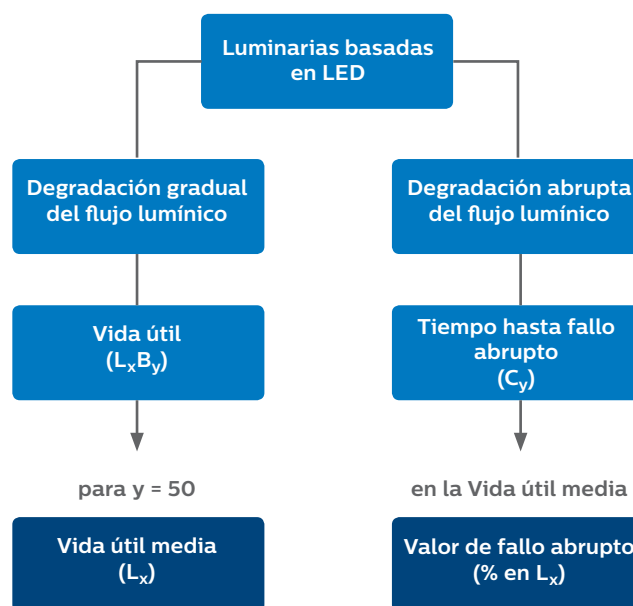 Luminarias basadas
en LED
Degradación gradual
del flujo lumínico
Degradación abrupta
del flujo lumínico
Vida útil
(LxBy)
Tiempo hasta fallo
abrupto
(Cy)
para y = 50
en la Vida útil media
Vida útil media
(Lx)
Valor de fallo abrupto
(% en Lx)